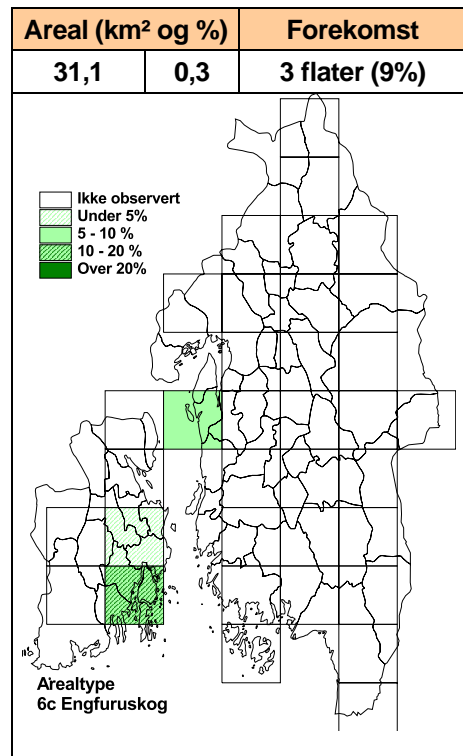 Areal (km² og %) Forekomst
31,1 0,3 3 flater (9%)
Ikke observert
Under 5%
5 - 10 %
10 - 20 %
Over 20%
Arealtype
6c Engfuruskog